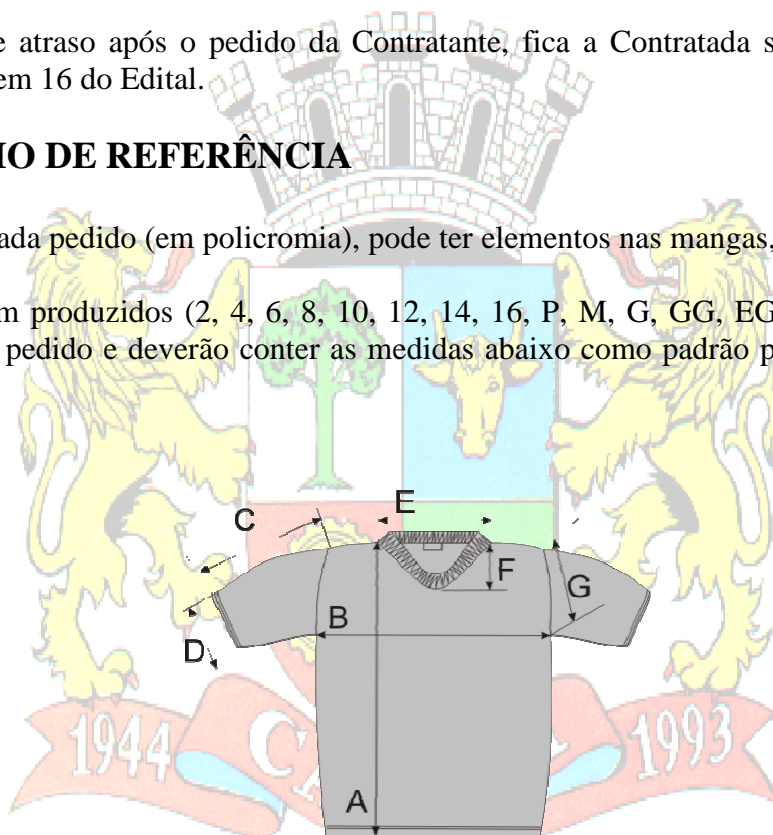 e atraso após o pedido da Contratante, fica a Contratada s
em 16 do Edital.
IO DE REFERÊNCIA
ada pedido (em policromia), pode ter elementos nas mangas,
m produzidos (2, 4, 6, 8, 10, 12, 14, 16, P, M, G, GG, EG
pedido e deverão conter as medidas abaixo como padrão p
E
C
F
G
B
D
1944
1993
A